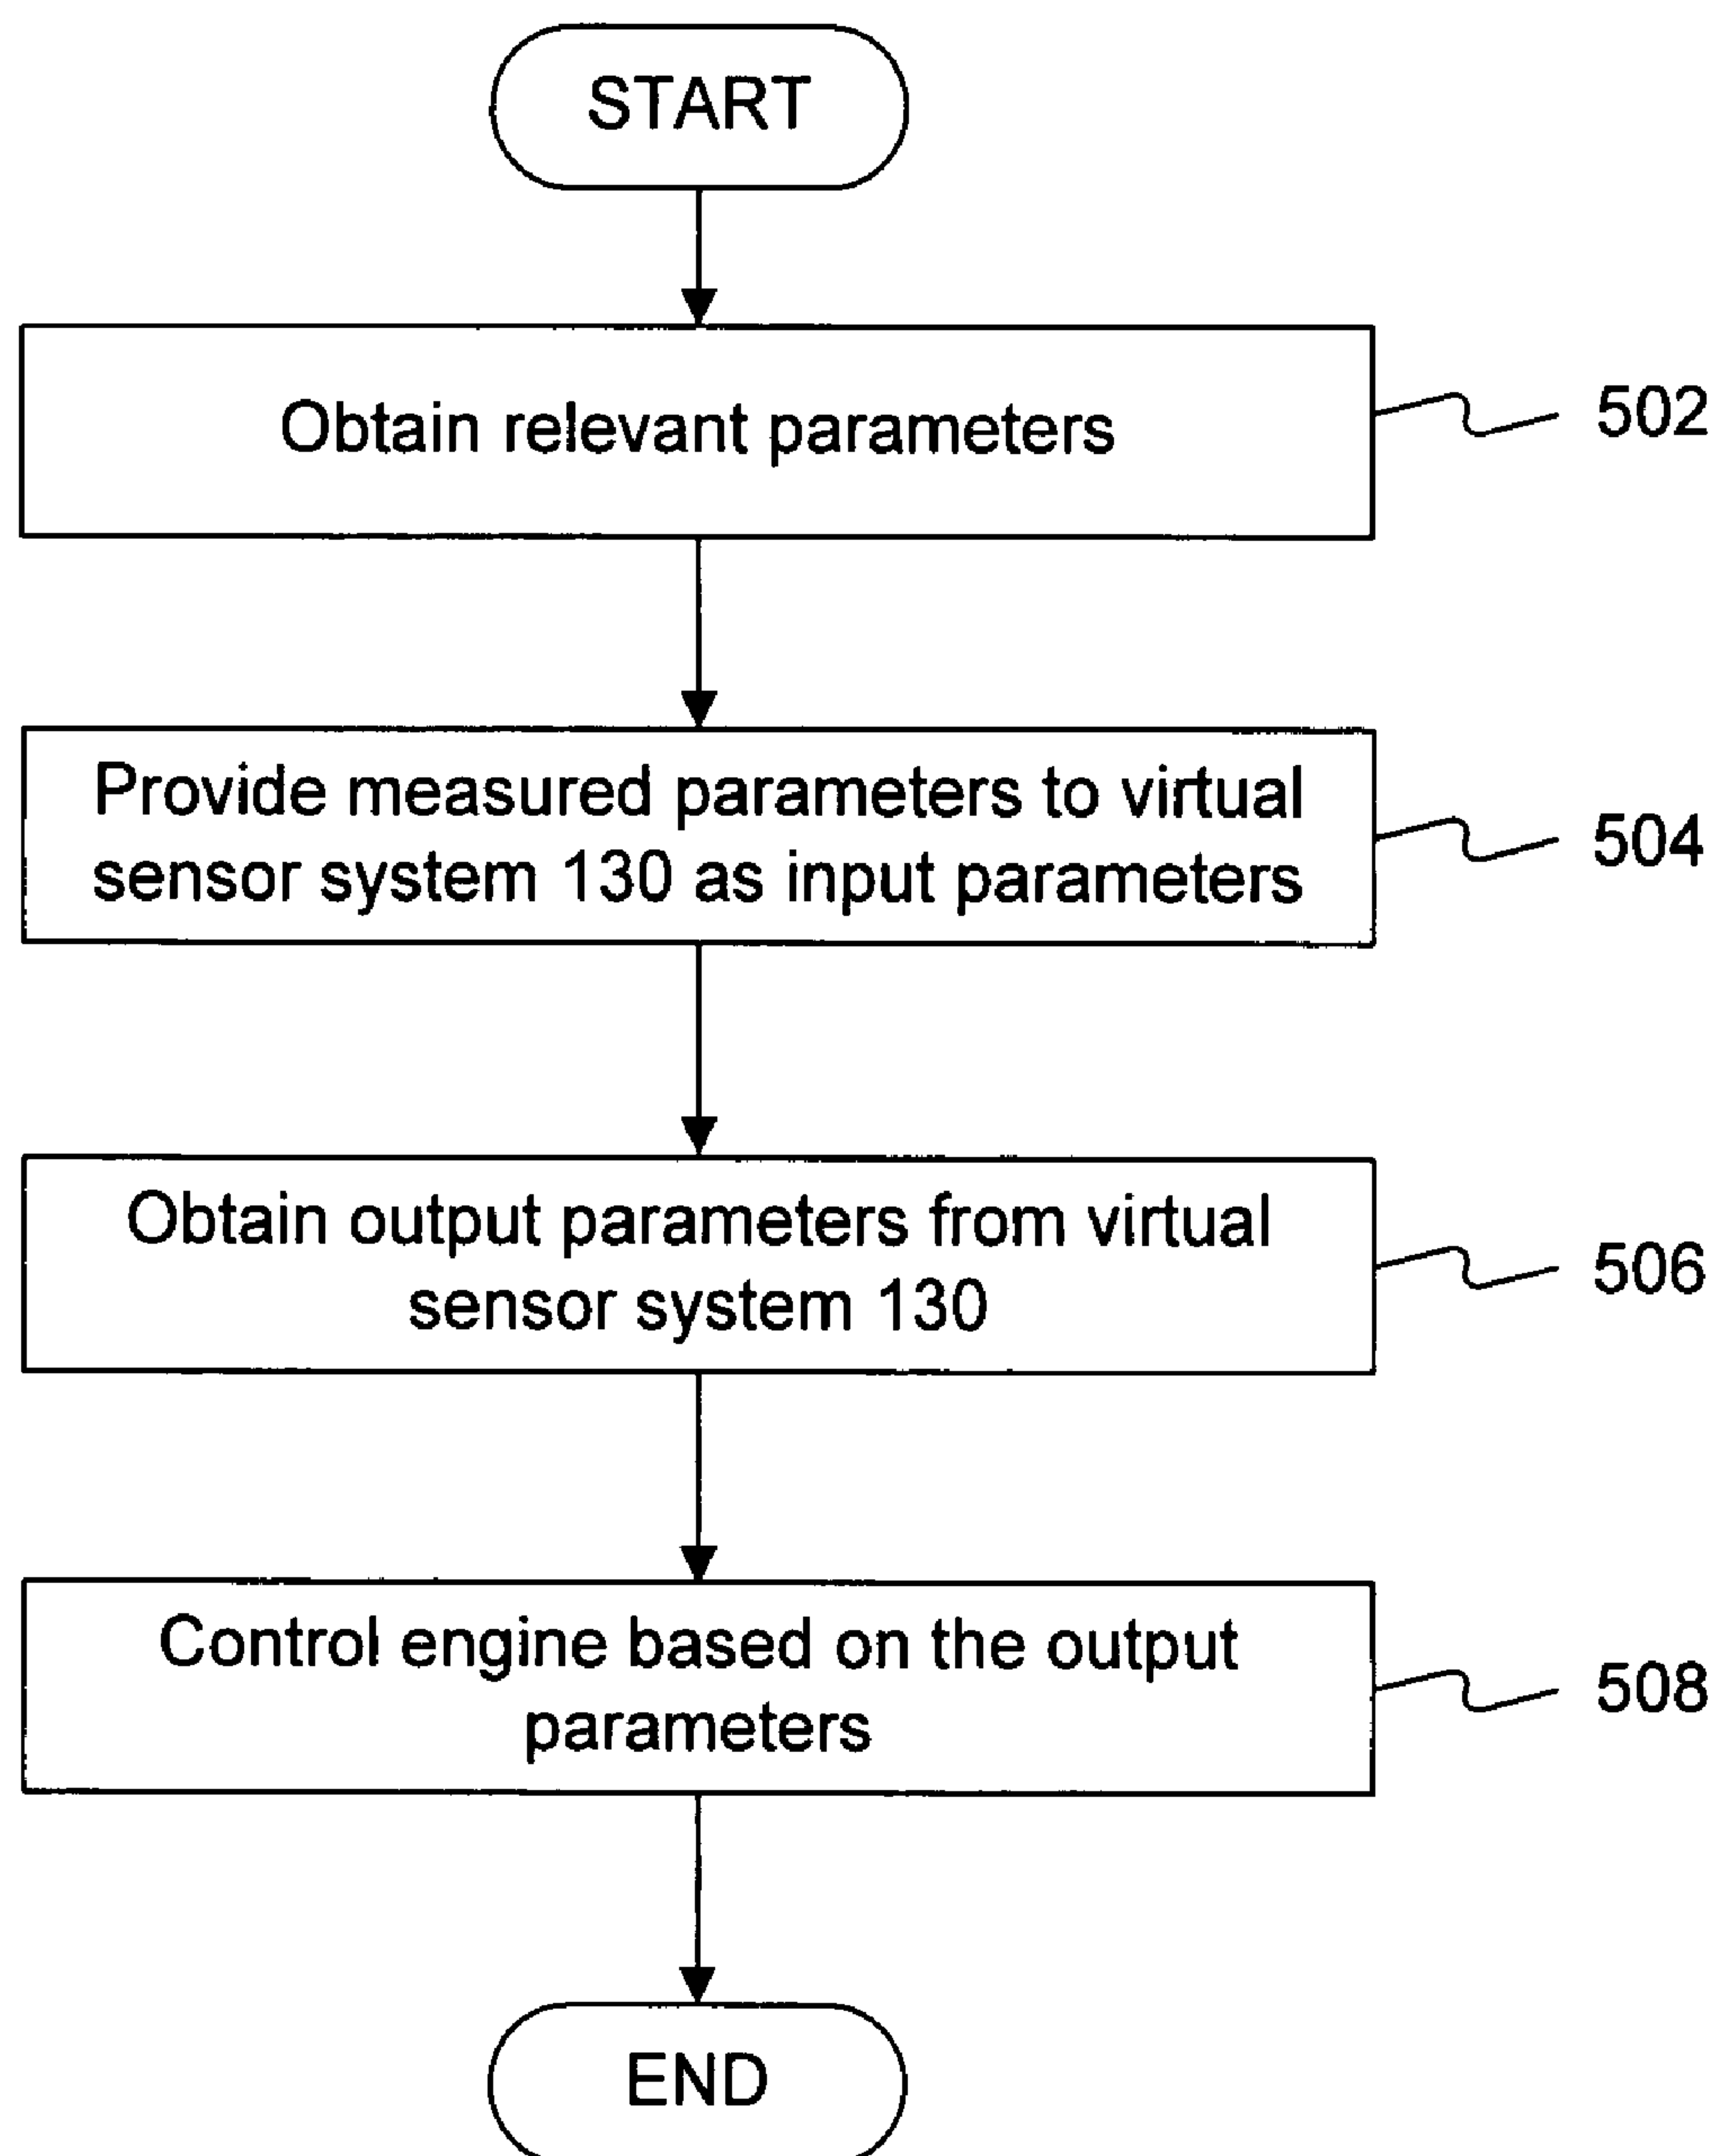 START
Obtain relevant parameters
502
Provide measured parameters to virtual
sensor system 130 as input parameters
504
Obtain output parameters from virtual
sensor system 130
506
Control engine based on the output
parameters
508
END